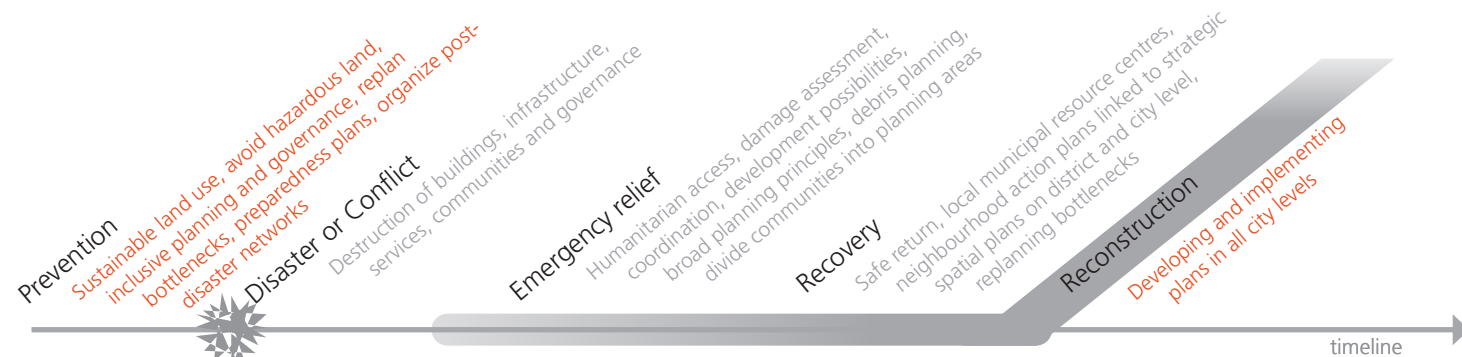 Prevention
Sustainable land use, avoid hazardous land,
inclusive planning and governance, replan
bottlenecks, preparedness plans, organize post-
disaster networks
Disaster or Conflict
Destruction of buildings, infrastructure,
services, communities and governance
Emergency relief
Humanitarian access, damage assessment,
coordination, development possibilities,
broad planning principles, debris planning,
divide communities into planning areas
Recovery
Safe return, local municipal resource centres,
neighbourhood action plans linked to strategic
spatial plans on district and city level,
replanning bottlenecks
Reconstruction
Developing and implementing
plans in all city levels
timeline